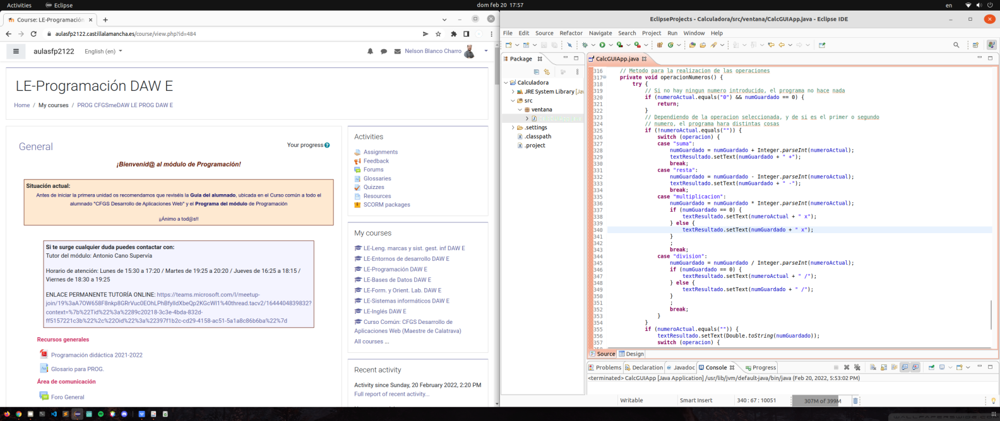 Activities
Eclipse
dom feb 20 17:57
en
Course: LE-Programación
aulasfp2122.castillalamancha.es/course/view.php?id=484
aulasfp2122
English (en)
Nelson Blanco Charro
LE-Programación DAW E
Home / My courses / PROG CFGSmeDAW LE PROG DAW E
General
Your progress
¡Bienvenid@ al módulo de Programación!
Situación actual:
Antes de iniciar la primera unidad os recomendamos que reviséis la Guía del alumnado, ubicada en el Curso común a todo el
alumnado "CFGS Desarrollo de Aplicaciones Web" y el Programa del módulo de Programación
¡¡Ánimo a tod@s!!
Si te surge cualquier duda puedes contactar con:
Tutor del módulo: Antonio Cano Supervía
Horario de atención: Lunes de 15:30 a 17:20 / Martes de 19:25 a 20:20 / Jueves de 16:25 a 18:15 /
Viernes de 18:30 a 19:25
ENLACE PERMANENTE TUTORÍA ONLINE: https://teams.microsoft.com/l/meetup-
join/19%3aA7OW658F8nkp8GRrVuc0EOhLPhBfylldXbeQp2KGcWI1%40thread.tacv2/1644404839832?
context=%7b%22Tid%22%3a%2289c20218-3c3e-4bda-832d-
ff5157221c3b%22%2c%22Oid%22%3a%22397f1b2c-cd29-4158-ac51-5a1a8c86b6ba%22%7d
Recursos generales
Programación didáctica 2021-2022
Glosario para PROG.
Área de comunicación
Foro General
Activities
Assignments
Feedback
Forums
Glossaries
Quizzes
Resources
SCORM packages
My courses
LE-Leng. marcas y sist. gest. inf DAW E
LE-Entornos de desarrollo DAW E
LE-Programación DAW E
LE-Bases de Datos DAW E
LE-Form. y Orient. Lab. DAW E
LE-Sistemas informáticos DAW E
LE-Inglés DAW E
Curso Común: CFGS Desarrollo de
Aplicaciones Web (Maestre de Calatrava)
All courses ...
Recent activity
Activity since Sunday, 20 February 2022, 2:20 PM
Full report of recent activity...
EclipseProjects - Calculadora/src/ventana/CalcGUIApp.java - Eclipse IDE
File Edit Source Refactor Navigate Search Project Run Window Help
Package
Calculadora
JRE System Library [Jav
src
ventana
.settings
.classpath
.project
CalcGUIApp.java
316 // Metodo para la realizacion de las operaciones
317 private void operacionNumeros() {
318 try {
319 // Si no hay ningun numero introducido, el programa no hace nada
320 if (numeroActual.equals("0") && numGuardado == 0) {
321 return;
322 }
323 // Dependiendo de la operacion seleccionada, y de si es el primer o segundo
324 // numero, el programa hara distintas cosas
325 if (!numeroActual.equals("")) {
326 switch (operacion) {
327 case "suma":
328 numGuardado = numGuardado + Integer.parseInt(numeroActual);
329 textResultado.setText(numGuardado + " +");
330 break;
331 case "resta":
332 numGuardado = numGuardado - Integer.parseInt(numeroActual);
333 textResultado.setText(numGuardado + " -");
334 break;
335 case "multiplicacion":
336 numGuardado = numGuardado * Integer.parseInt(numeroActual);
337 if (numGuardado == 0) {
338 textResultado.setText(numeroActual + " x");
339 } else {
340 textResultado.setText(numGuardado + " x");
341 }
342 ;
343 break;
344 case "division":
345 numGuardado = numGuardado / Integer.parseInt(numeroActual);
346 if (numGuardado == 0) {
347 textResultado.setText(numeroActual + " /");
348 } else {
349 textResultado.setText(numGuardado + " /");
350 }
351 ;
352 break;
353 }
354 }
355 if (numeroActual.equals("")) {
356 textResultado.setText(Double.toString(numGuardado));
357 switch (operacion) {
Source Design
Problems Declaration Javadoc Console Progress
<terminated> CalcGUIApp [Java Application] /usr/lib/jvm/default-java/bin/java (Feb 20, 2022, 5:53:02 PM)
Writable Smart Insert 340 : 67 : 10051 307M of 399M